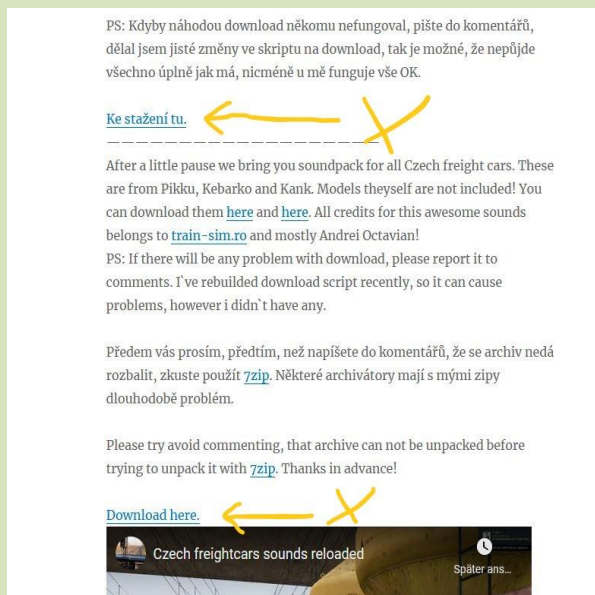 PS: Kdyby náhodou download někomu nefungoval, pište do komentářů,
dělal jsem jisté změny ve skriptu na download, tak je možné, že nepůjde
všechno úplně jak má, nicméně u mě funguje vše OK.
Ke stažení tu.
———————————————————
After a little pause we bring you soundpack for all Czech freight cars. These
are from Pikku, Kebarko and Kank. Models theyself are not included! You
can download them here and here. All credits for this awesome sounds
belongs to train-sim.ro and mostly Andrei Octavian!
PS: If there will be any problem with download, please report it to
comments. I`ve rebuilded download script recently, so it can cause
problems, however i didn`t have any.
Předem vás prosím, předtím, než napíšete do komentářů, že se archiv nedá
rozbalit, zkuste použít 7zip. Některé archivátory mají s mými zipy
dlouhodobě problém.
Please try avoid commenting, that archive can not be unpacked before
trying to unpack it with 7zip. Thanks in advance!
Download here.
Czech freightcars sounds reloaded
Später ans...